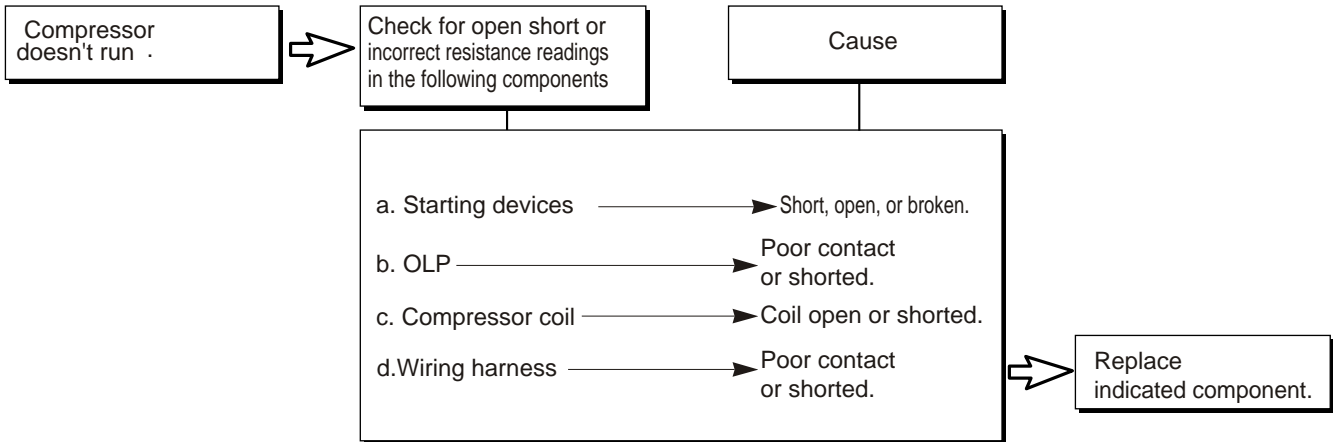 Compressor
doesn't run .
Check for open short or
incorrect resistance readings
in the following components
Cause
a. Starting devices
Short, open, or broken.
b. OLP
Poor contact
or shorted.
c. Compressor coil
Coil open or shorted.
d.Wiring harness
Poor contact
or shorted.
Replace
indicated component.